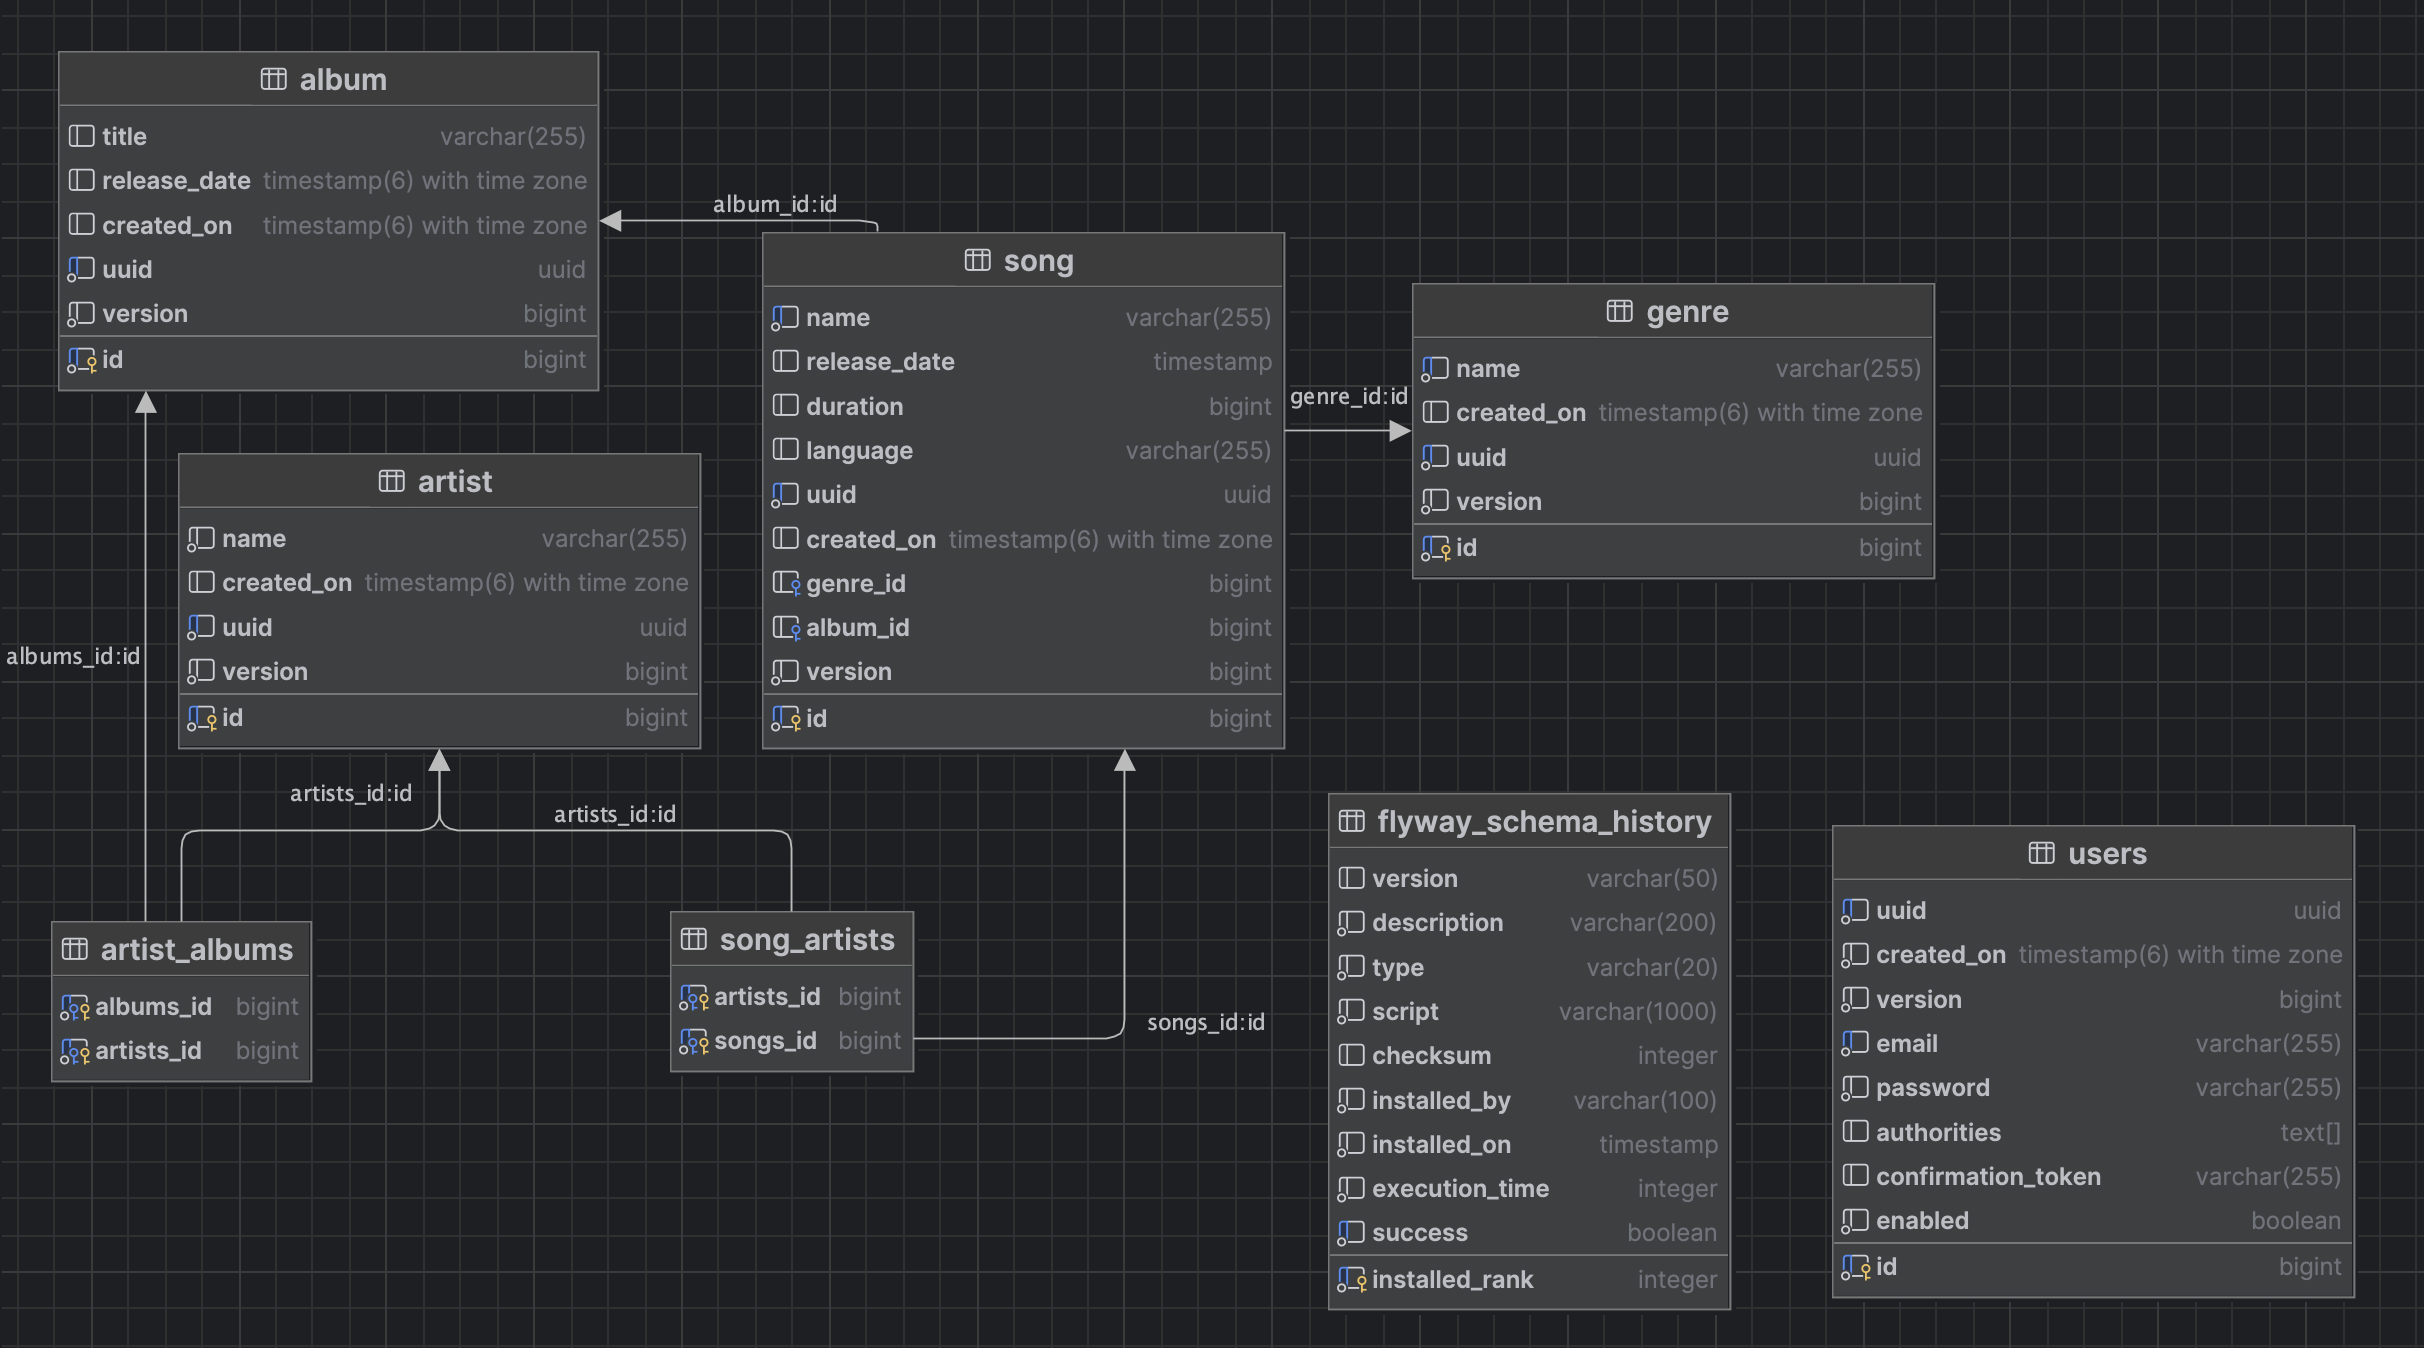 album
title varchar(255)
release_date timestamp(6) with time zone
created_on timestamp(6) with time zone
uuid uuid
version bigint
id bigint
album_id:id
song
name varchar(255)
release_date timestamp
duration bigint
language varchar(255)
uuid uuid
created_on timestamp(6) with time zone
genre_id bigint
album_id bigint
version bigint
id bigint
genre_id:id
genre
name varchar(255)
created_on timestamp(6) with time zone
uuid uuid
version bigint
id bigint
artist
name varchar(255)
created_on timestamp(6) with time zone
uuid uuid
version bigint
id bigint
albums_id:id
artists_id:id
artists_id:id
artist_albums
albums_id bigint
artists_id bigint
song_artists
artists_id bigint
songs_id bigint
songs_id:id
flyway_schema_history
version varchar(50)
description varchar(200)
type varchar(20)
script varchar(1000)
checksum integer
installed_by varchar(100)
installed_on timestamp
execution_time integer
success boolean
installed_rank integer
users
uuid uuid
created_on timestamp(6) with time zone
version bigint
email varchar(255)
password varchar(255)
authorities text[]
confirmation_token varchar(255)
enabled boolean
id bigint